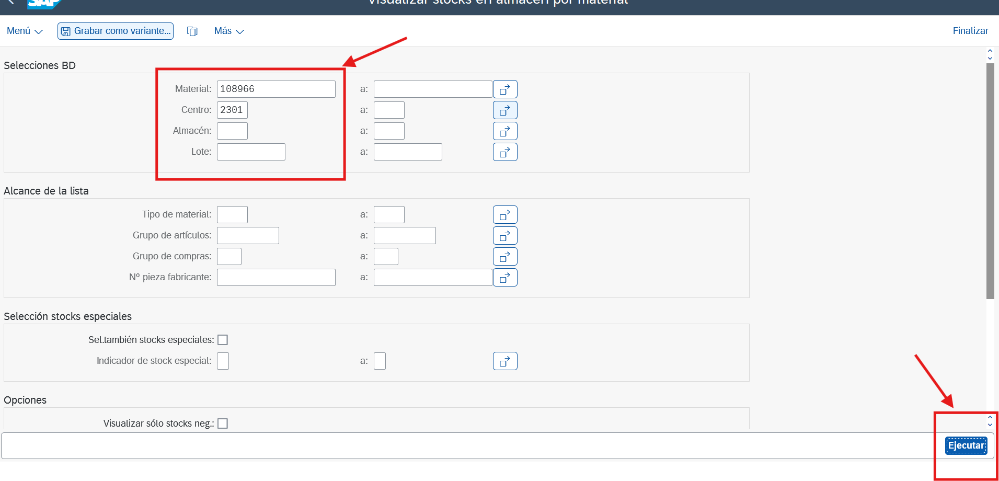 SAP
Visualizar stocks en almacén por material
Menú
Grabar como variante...
Más
Finalizar
Selecciones BD
Material: 108966 a:
Centro: 2301 a:
Almacén: a:
Lote: a:
Alcance de la lista
Tipo de material: a:
Grupo de artículos: a:
Grupo de compras: a:
Nº pieza fabricante: a:
Selección stocks especiales
Sel.también stocks especiales:
Indicador de stock especial: a:
Opciones
Visualizar sólo stocks neg.:
Ejecutar